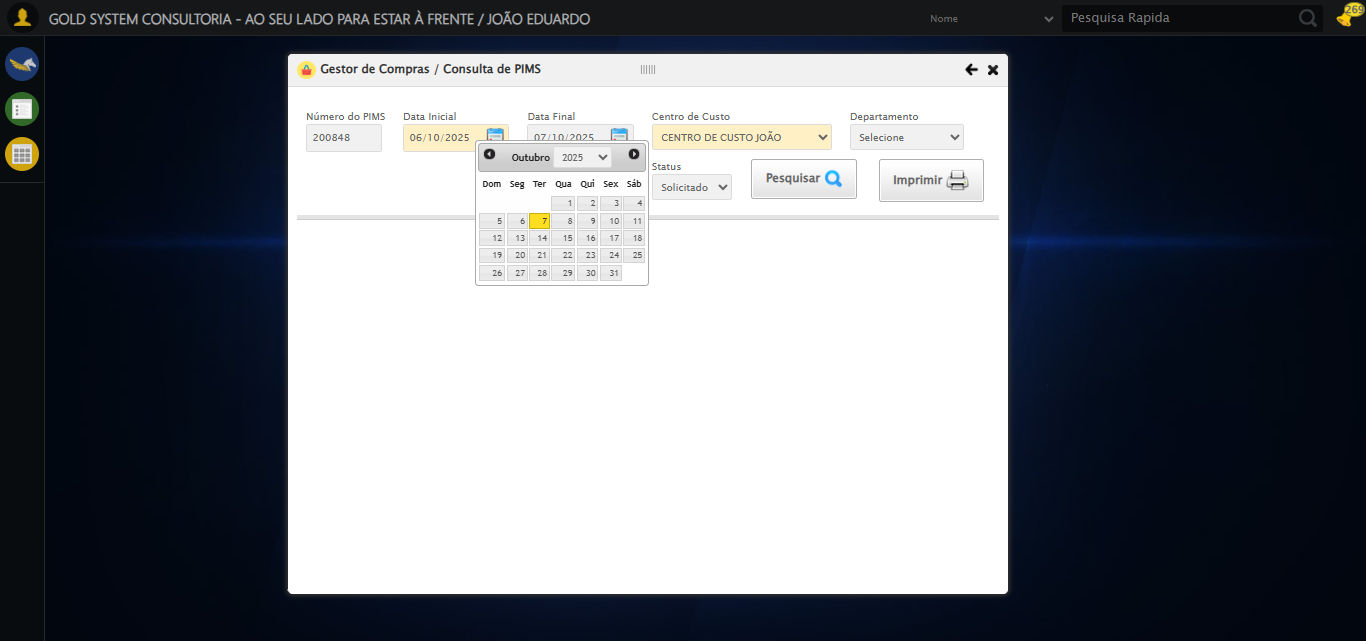 GOLD SYSTEM CONSULTORIA - AO SEU LADO PARA ESTAR À FRENTE / JOÃO EDUARDO
Nome
Pesquisa Rapida
269
Gestor de Compras / Consulta de PIMS
Número do PIMS Data Inicial Data Final Centro de Custo Departamento
200848 06/10/2025 07/10/2025 CENTRO DE CUSTO JOÃO Selecione
Outubro 2025
Dom Seg Ter Qua Qui Sex Sáb
1 2 3 4
5 6 7 8 9 10 11
12 13 14 15 16 17 18
19 20 21 22 23 24 25
26 27 28 29 30 31
Status
Solicitado
Pesquisar
Imprimir